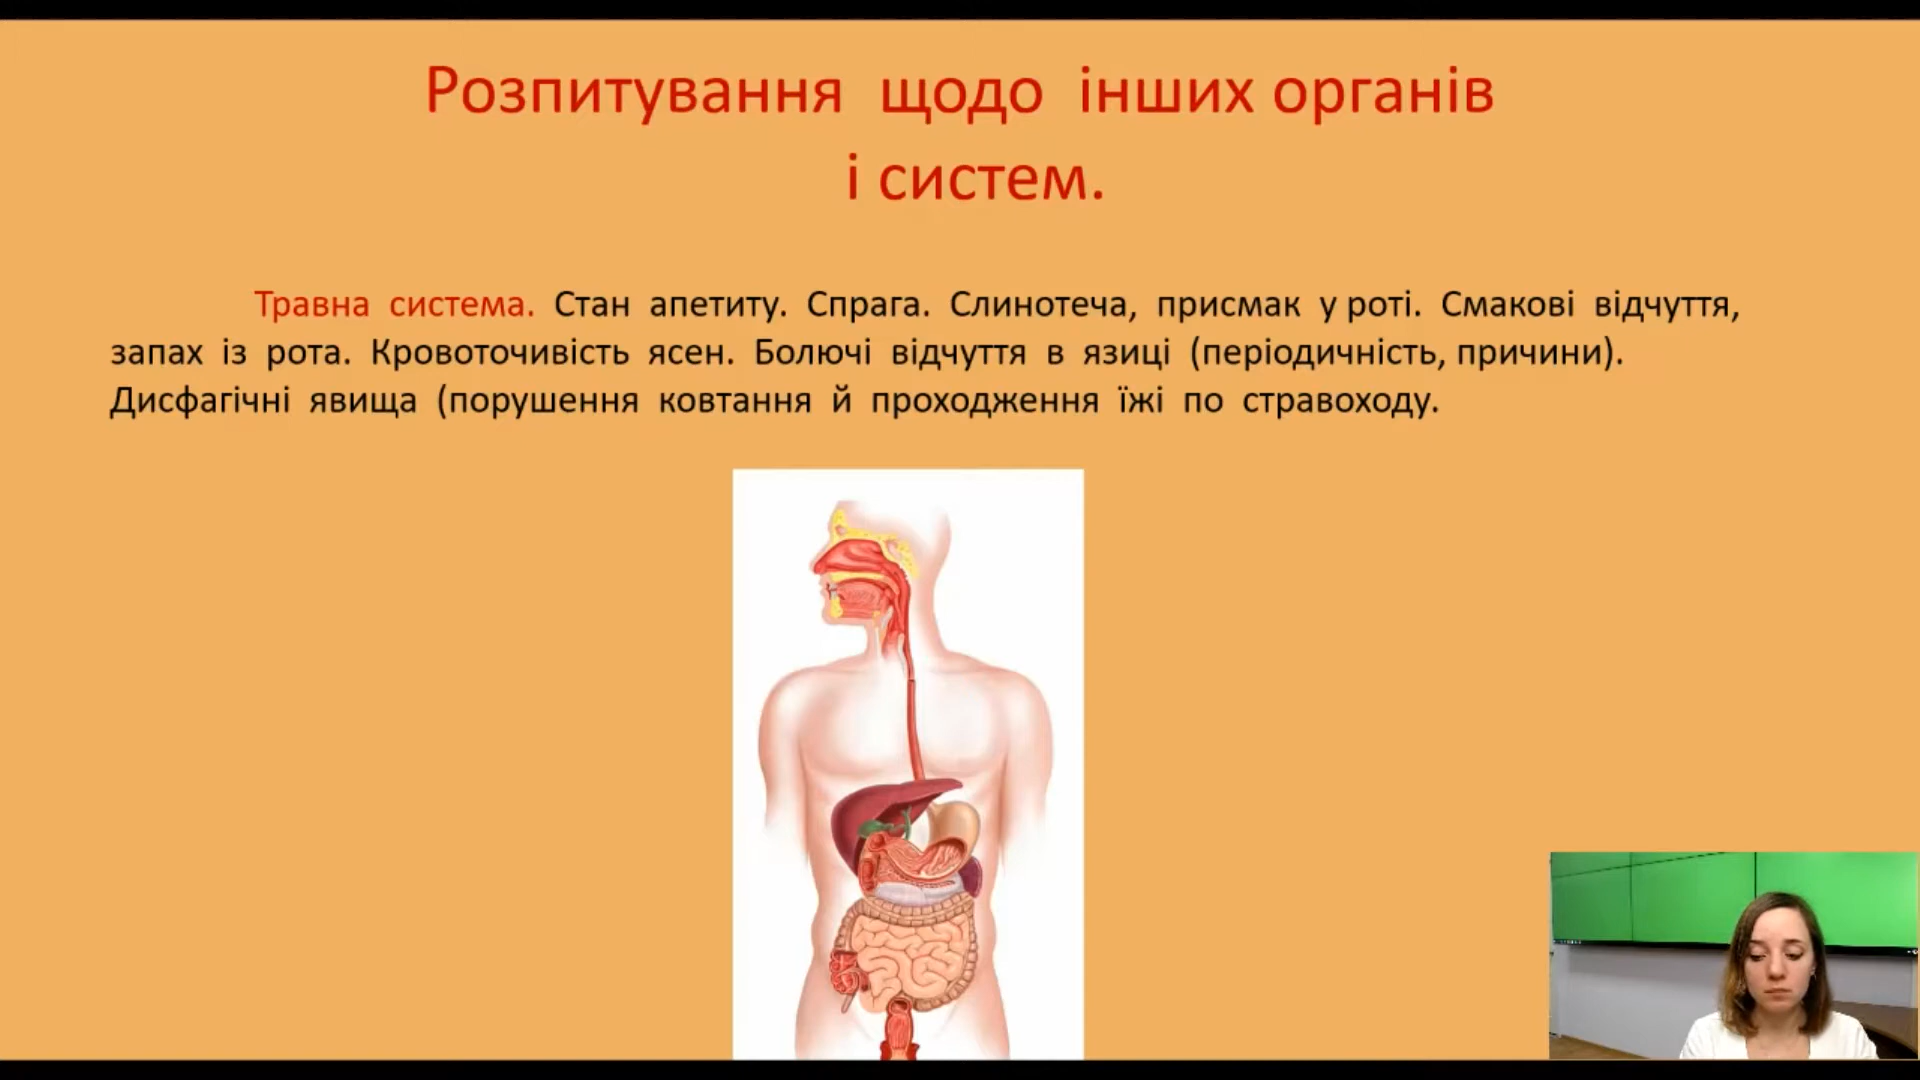 Розпитування щодо інших органів
і систем.
Травна система. Стан апетиту. Спрага. Слинотеча, присмак у роті. Смакові відчуття,
запах із рота. Кровоточивість ясен. Болючі відчуття в язиці (періодичність, причини).
Дисфагічні явища (порушення ковтання й проходження їжі по стравоходу.